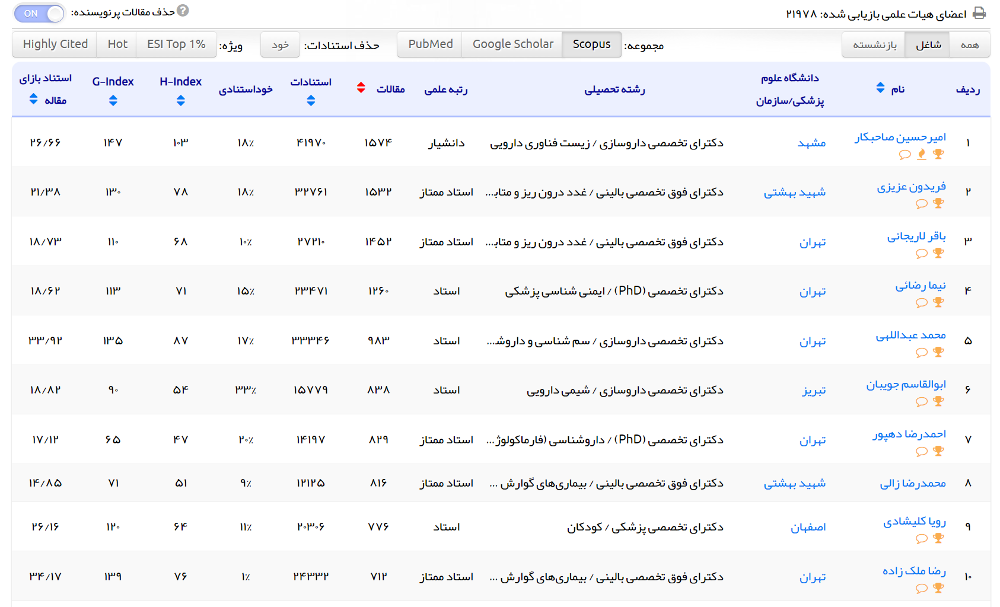 اعضای هیات علمی بازیابی شده: ۲۱۹۷۸
حذف مقالات پرنویسنده: ON
همه شاغل بازنشسته
مجموعه: Scopus Google Scholar PubMed
حذف استنادات: خود
ویژه: ESI Top 1% Hot Highly Cited
ردیف نام دانشگاه علوم پزشکی/سازمان رشته تحصیلی رتبه علمی مقالات استنادات خوداستنادی H-Index G-Index استناد بازای مقاله
۱ امیرحسین صاحبکار مشهد دکترای تخصصی داروسازی / زیست فناوری دارویی دانشیار ۱۵۷۴ ۴۱۹۷۰ ۱۸٪ ۱۰۳ ۱۴۷ ۲۶/۶۶
۲ فریدون عزیزی شهید بهشتی دکترای فوق تخصصی بالینی / غدد درون ریز و متاب... استاد ممتاز ۱۵۳۲ ۳۲۷۶۱ ۱۸٪ ۷۸ ۱۳۰ ۲۱/۳۸
۳ باقر لاریجانی تهران دکترای فوق تخصصی بالینی / غدد درون ریز و متاب... استاد ممتاز ۱۴۵۲ ۲۷۲۱۰ ۱۰٪ ۶۸ ۱۱۰ ۱۸/۷۳
۴ نیما رضائی تهران دکترای تخصصی (PhD) / ایمنی شناسی پزشکی استاد ۱۲۶۰ ۲۳۴۷۱ ۱۵٪ ۷۱ ۱۱۳ ۱۸/۶۲
۵ محمد عبداللهی تهران دکترای تخصصی داروسازی / سم شناسی و داروش... استاد ۹۸۳ ۳۳۳۴۶ ۱۷٪ ۸۷ ۱۳۵ ۳۳/۹۲
۶ ابوالقاسم جویبان تبریز دکترای تخصصی داروسازی / شیمی دارویی استاد ۸۳۸ ۱۵۷۷۹ ۳۳٪ ۵۴ ۹۰ ۱۸/۸۲
۷ احمدرضا دهپور تهران دکترای تخصصی (PhD) / داروشناسی (فارماکولوژ... استاد ممتاز ۸۲۹ ۱۴۱۹۷ ۲۰٪ ۴۷ ۶۵ ۱۷/۱۲
۸ محمدرضا زالی شهید بهشتی دکترای فوق تخصصی بالینی / بیماری‌های گوارش ... استاد ممتاز ۸۱۶ ۱۲۱۲۵ ۹٪ ۵۱ ۷۱ ۱۴/۸۵
۹ رویا کلیشادی اصفهان دکترای تخصصی پزشکی / کودکان استاد ۷۷۶ ۲۰۳۰۶ ۱۱٪ ۶۴ ۱۲۰ ۲۶/۱۶
۱۰ رضا ملک زاده تهران دکترای فوق تخصصی بالینی / بیماری‌های گوارش ... استاد ممتاز ۷۱۲ ۲۴۳۳۲ ۱٪ ۷۶ ۱۳۹ ۳۴/۱۷